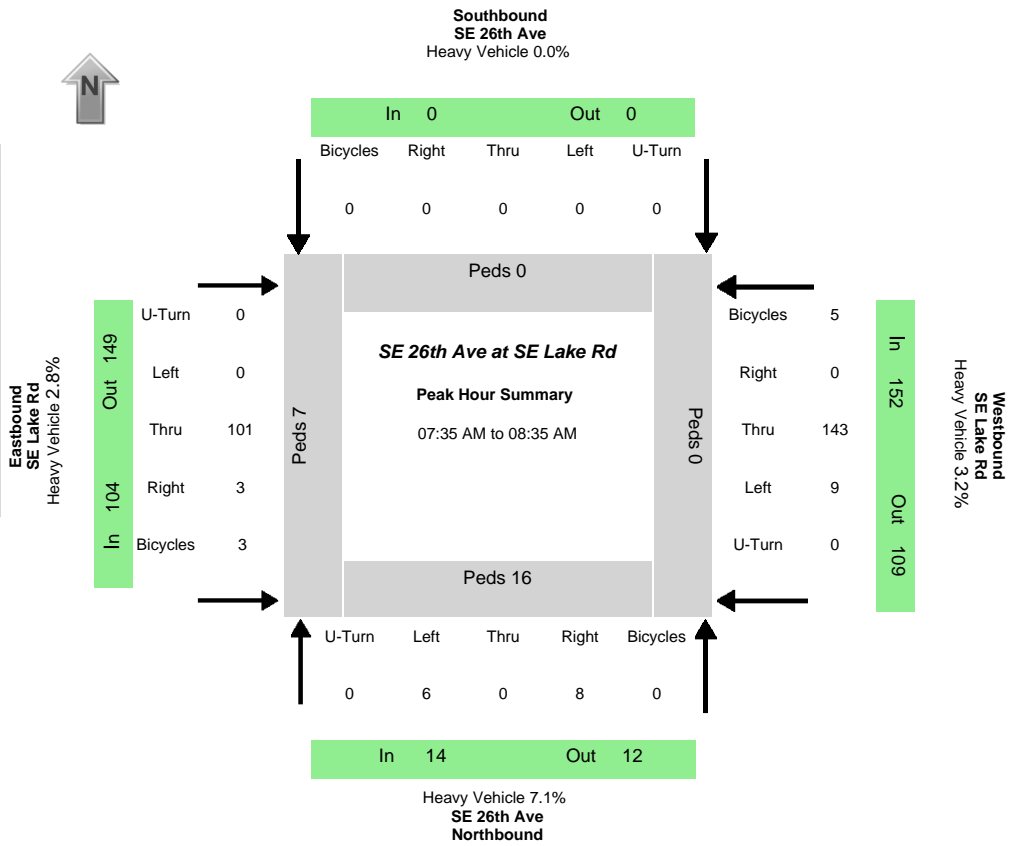 Southbound
SE 26th Ave
Heavy Vehicle 0.0%
N
In 0 Out 0
Bicycles Right Thru Left U-Turn
0 0 0 0 0
Peds 0
Eastbound
SE Lake Rd
Heavy Vehicle 2.8%
Out 149
In 104
U-Turn 0
Left 0
Thru 101
Right 3
Bicycles 3
Peds 7
SE 26th Ave at SE Lake Rd
Peak Hour Summary
07:35 AM to 08:35 AM
Peds 0
Bicycles 5
Right 0
Thru 143
Left 9
U-Turn 0
In 152
Out 109
Westbound
SE Lake Rd
Heavy Vehicle 3.2%
Peds 16
U-Turn Left Thru Right Bicycles
0 6 0 8 0
In 14 Out 12
Heavy Vehicle 7.1%
SE 26th Ave
Northbound